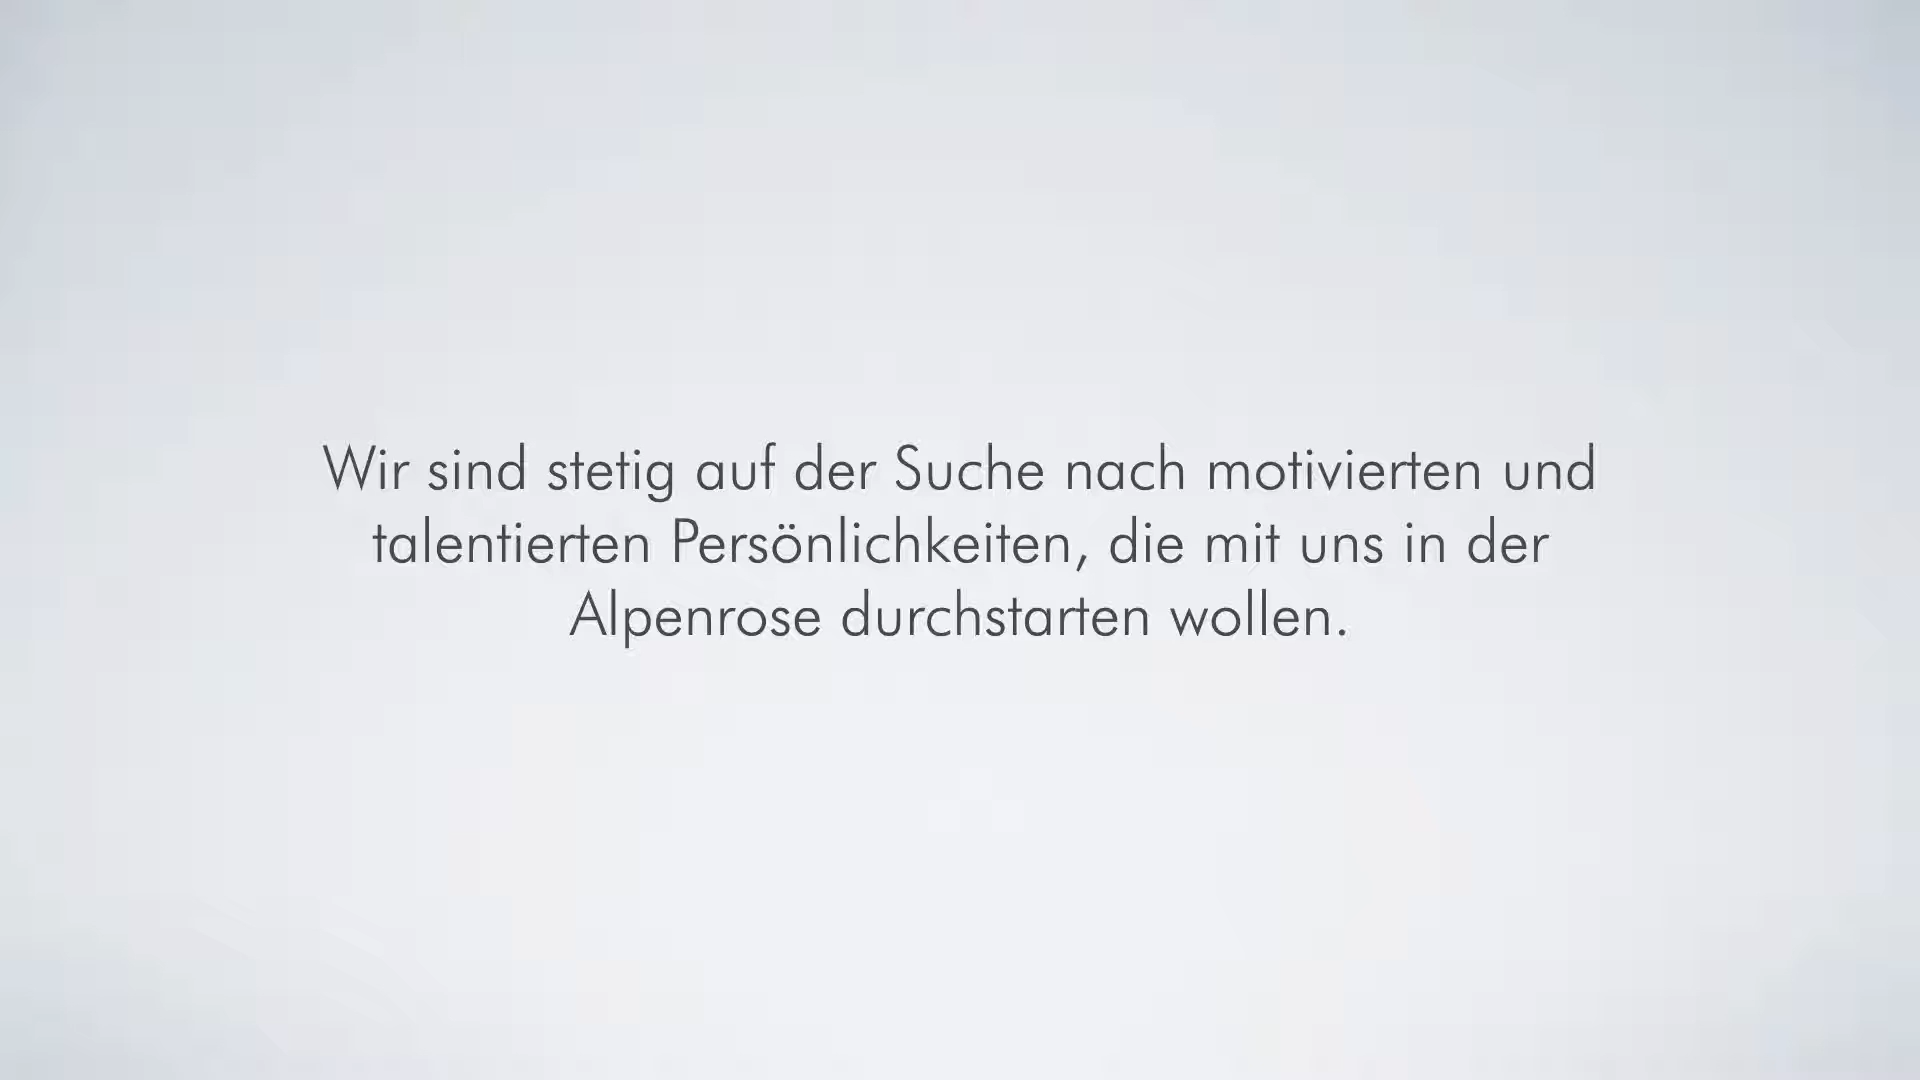 Wir sind stetig auf der Suche nach motivierten und
talentierten Persönlichkeiten, die mit uns in der
Alpenrose durchstarten wollen.